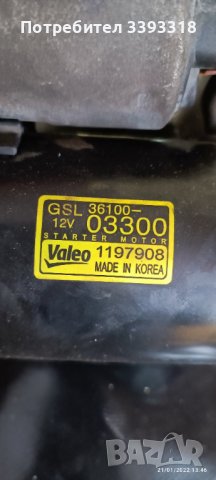 Потребител 3393318
GSL 36100-
12V 03300
STARTER MOTOR
Valeo 1197908
MADE IN KOREA
21/01/2022 13:46
BAZAR